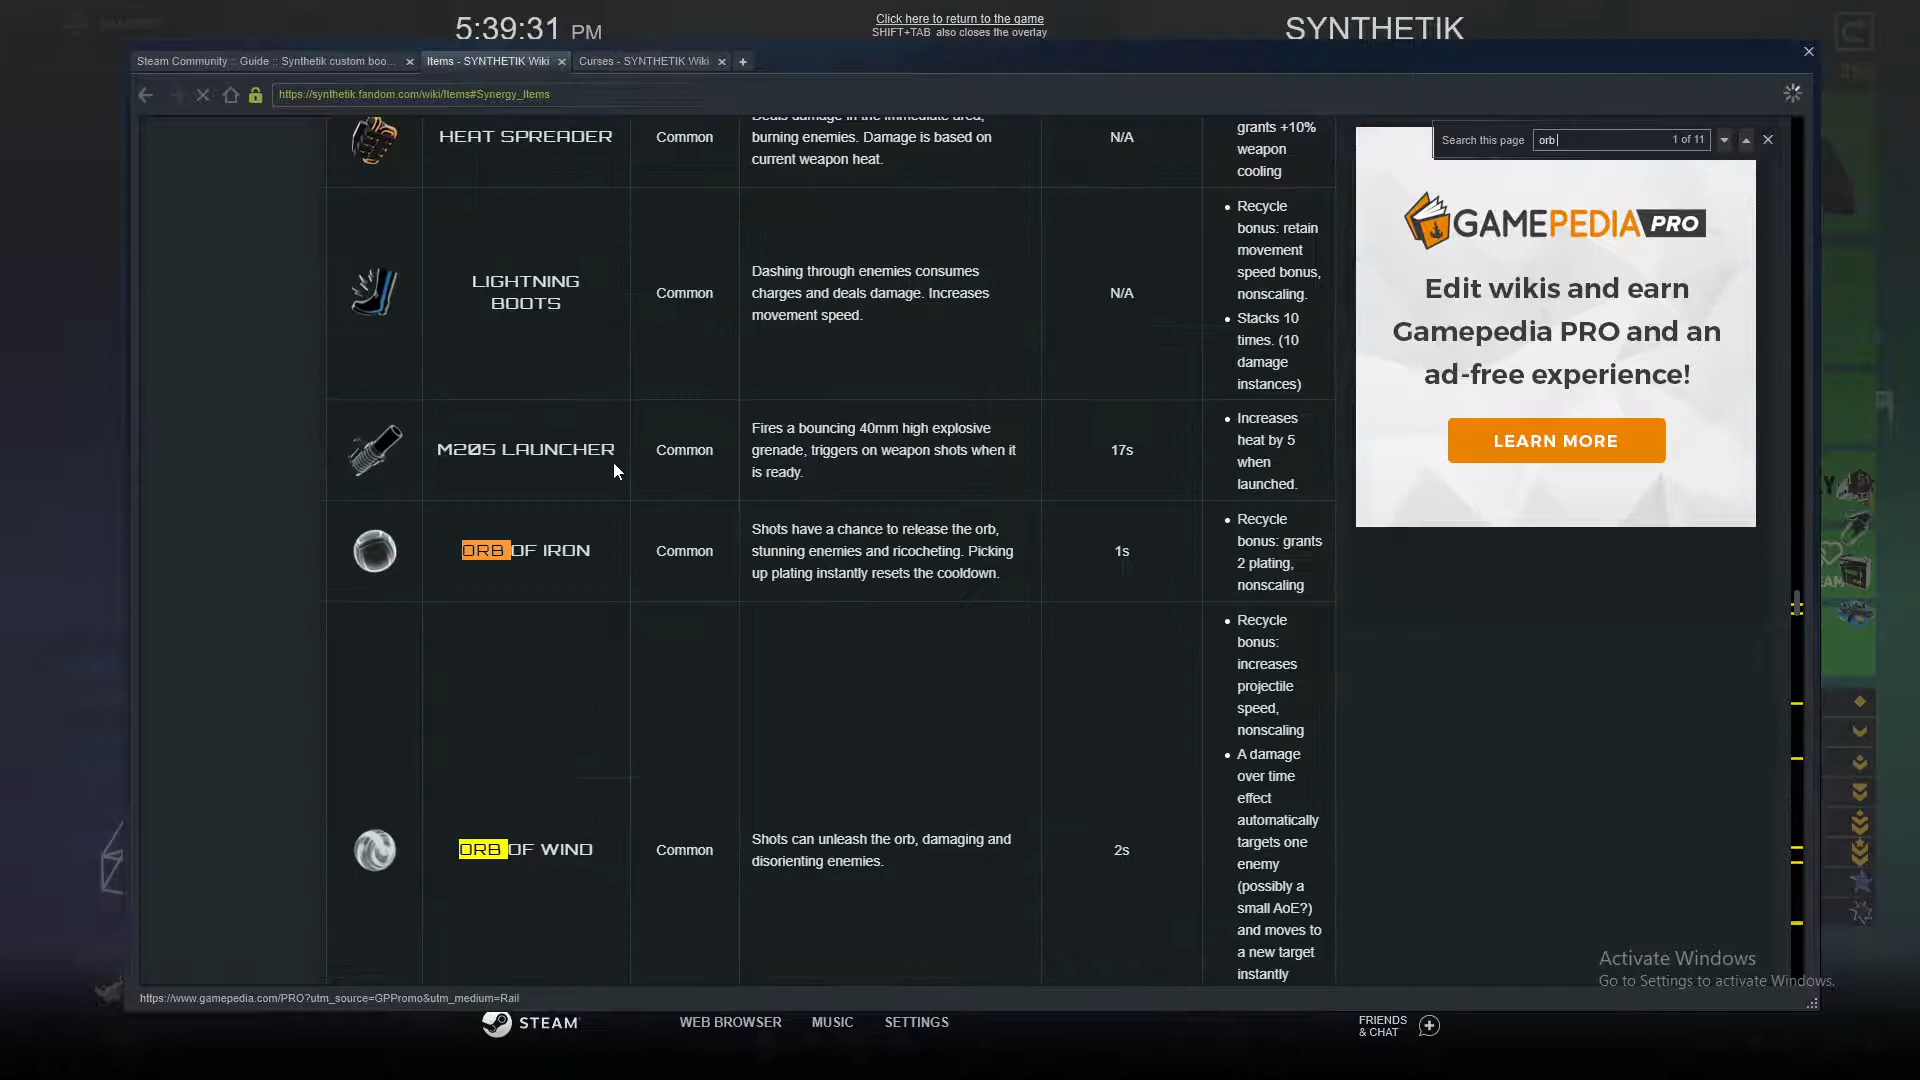 5:39:31 PM
Click here to return to the game
SHIFT+TAB also closes the overlay
SYNTHETIK
Steam Community :: Guide :: Synthetik custom boo...
Items - SYNTHETIK Wiki
Curses - SYNTHETIK Wiki
https://synthetik.fandom.com/wiki/Items#Synergy_Items
Search this page
orb
1 of 11
HEAT SPREADER
Common
Deals damage in the immediate area,
burning enemies. Damage is based on
current weapon heat.
N/A
grants +10%
weapon
cooling
LIGHTNING
BOOTS
Common
Dashing through enemies consumes
charges and deals damage. Increases
movement speed.
N/A
Recycle
bonus: retain
movement
speed bonus,
nonscaling.
Stacks 10
times. (10
damage
instances)
M205 LAUNCHER
Common
Fires a bouncing 40mm high explosive
grenade, triggers on weapon shots when it
is ready.
17s
Increases
heat by 5
when
launched.
ORB OF IRON
Common
Shots have a chance to release the orb,
stunning enemies and ricocheting. Picking
up plating instantly resets the cooldown.
1s
Recycle
bonus: grants
2 plating,
nonscaling
ORB OF WIND
Common
Shots can unleash the orb, damaging and
disorienting enemies.
2s
Recycle
bonus:
increases
projectile
speed,
nonscaling
A damage
over time
effect
automatically
targets one
enemy
(possibly a
small AoE?)
and moves to
a new target
instantly
GAMEPEDIA PRO
Edit wikis and earn
Gamepedia PRO and an
ad-free experience!
LEARN MORE
Activate Windows
Go to Settings to activate Windows.
https://www.gamepedia.com/PRO?utm_source=GPPromo&utm_medium=Rail
STEAM
WEB BROWSER
MUSIC
SETTINGS
FRIENDS
& CHAT